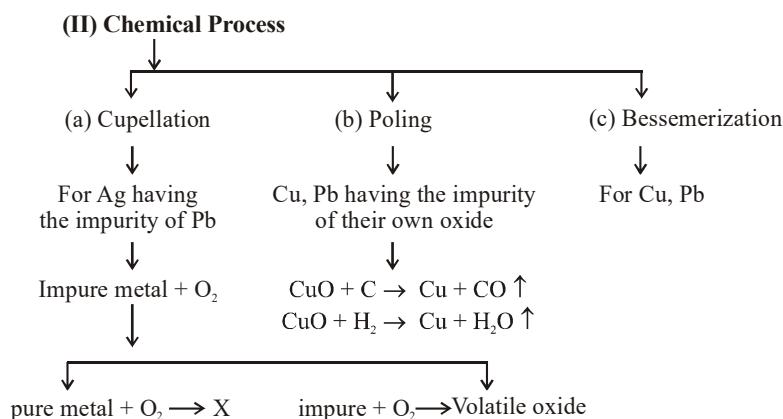 (II) Chemical Process
(a) Cupellation (b) Poling (c) Bessemerization
For Ag having the impurity of Pb
Cu, Pb having the impurity of their own oxide
For Cu, Pb
Impure metal + O₂
CuO + C → Cu + CO ↑
CuO + H₂ → Cu + H₂O ↑
pure metal + O₂ → X
impure + O₂ → Volatile oxide